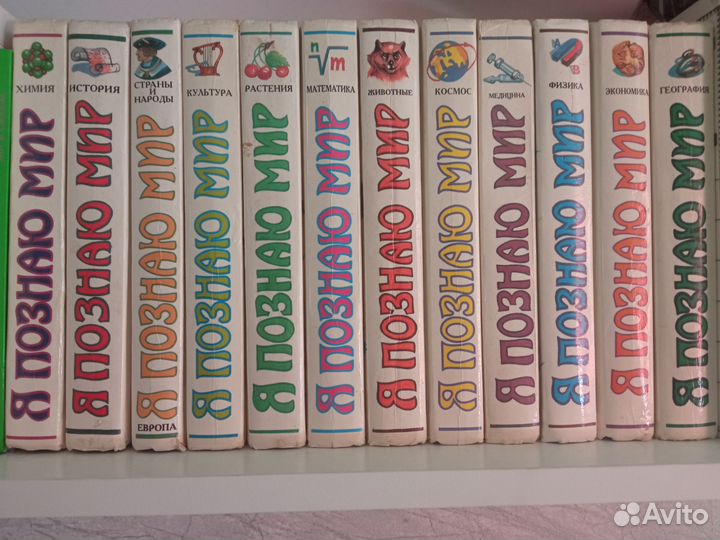 ХИМИЯ
Я ПОЗНАЮ МИР
ИСТОРИЯ
Я ПОЗНАЮ МИР
СТРАНЫ И
НАРОДЫ
Я ПОЗНАЮ МИР
ЕВРОПА
КУЛЬТУРА
Я ПОЗНАЮ МИР
РАСТЕНИЯ
Я ПОЗНАЮ МИР
n√m
МАТЕМАТИКА
Я ПОЗНАЮ МИР
ЖИВОТНЫЕ
Я ПОЗНАЮ МИР
КОСМОС
Я ПОЗНАЮ МИР
МЕДИЦИНА
Я ПОЗНАЮ МИР
ФИЗИКА
Я ПОЗНАЮ МИР
ЭКОНОМИКА
Я ПОЗНАЮ МИР
ГЕОГРАФИЯ
Я ПОЗНАЮ МИР
Avito